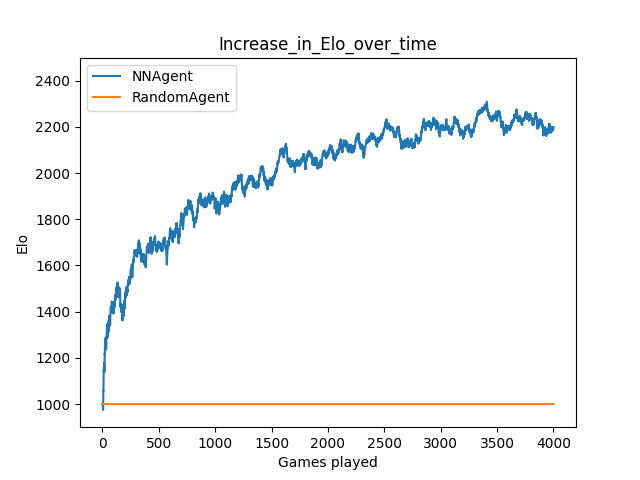 Increase_in_Elo_over_time
NNAgent
RandomAgent
2400
2200
2000
1800
1600
1400
1200
1000
Elo
0 500 1000 1500 2000 2500 3000 3500 4000
Games played